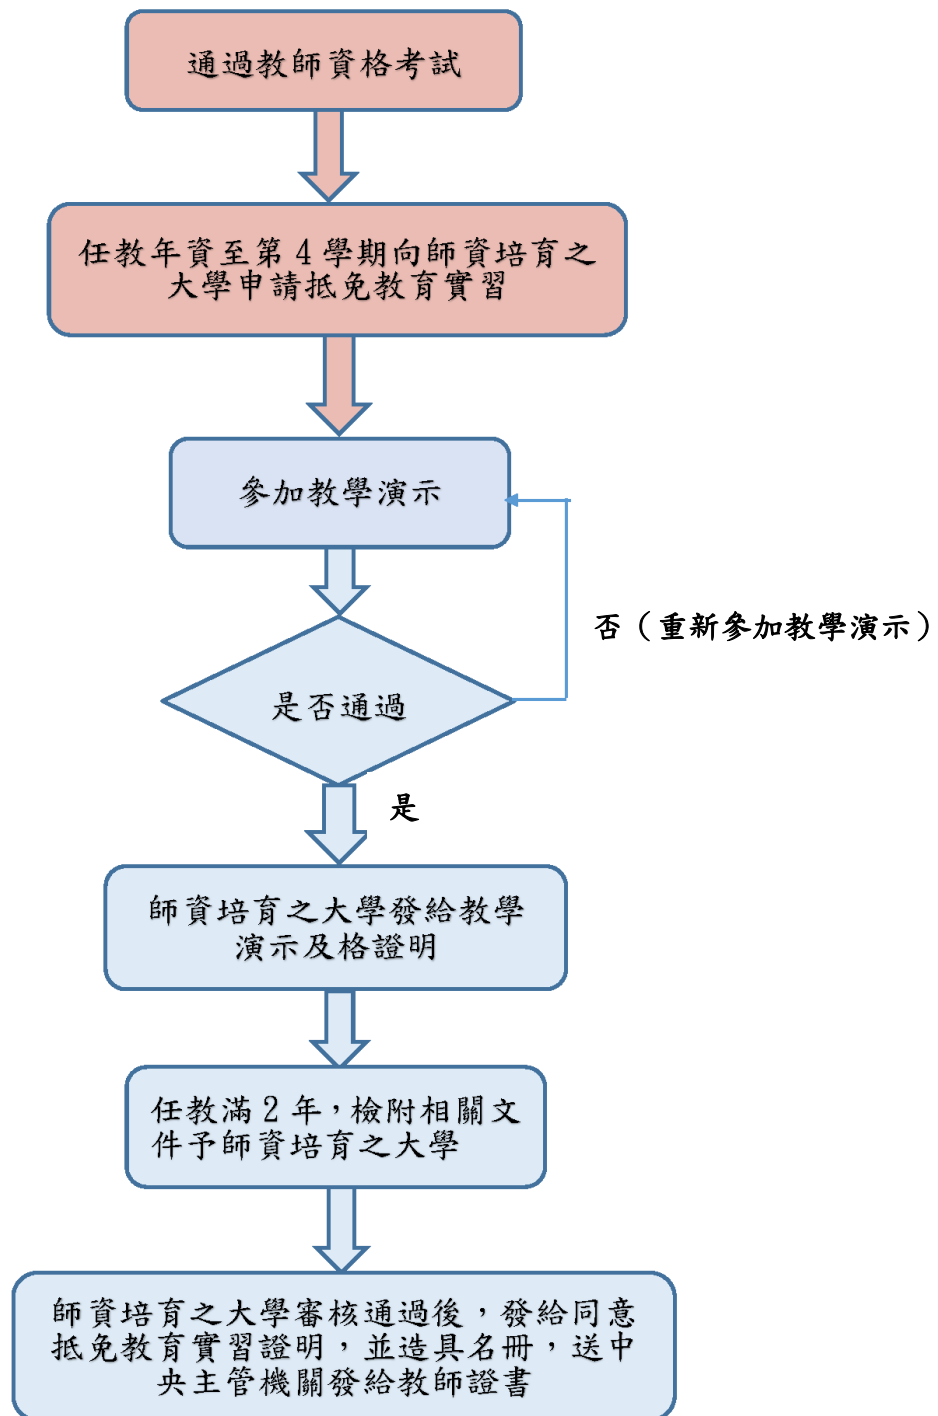 通過教師資格考試
任教年資至第 4 學期向師資培育之
大學申請抵免教育實習
參加教學演示
否（重新參加教學演示）
是否通過
是
師資培育之大學發給教學
演示及格證明
任教滿 2 年，檢附相關文
件予師資培育之大學
師資培育之大學審核通過後，發給同意
抵免教育實習證明，並造具名冊，送中
央主管機關發給教師證書